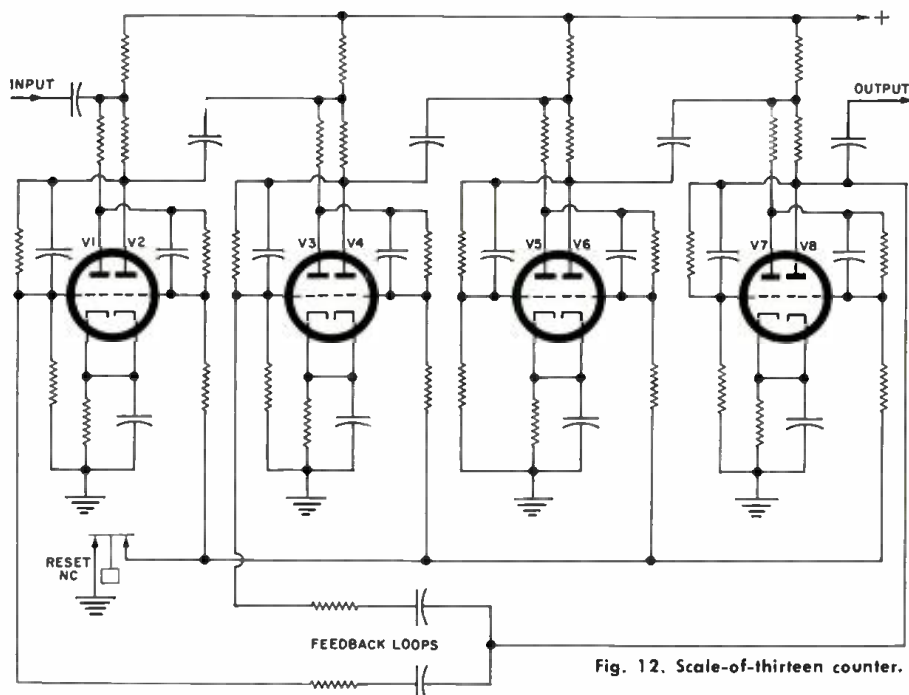 +
INPUT
OUTPUT
V1 V2
V3 V4
V5 V6
V7 V8
RESET
NC
FEEDBACK LOOPS
Fig. 12. Scale-of-thirteen counter.